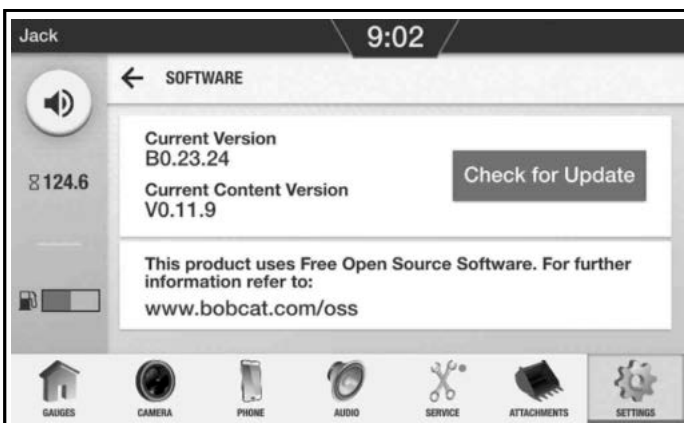 Jack
9:02
SOFTWARE
124.6
Current Version
B0.23.24
Current Content Version
V0.11.9
Check for Update
This product uses Free Open Source Software. For further
information refer to:
www.bobcat.com/oss
GAUGES
CAMERA
PHONE
AUDIO
SERVICE
ATTACHMENTS
SETTINGS